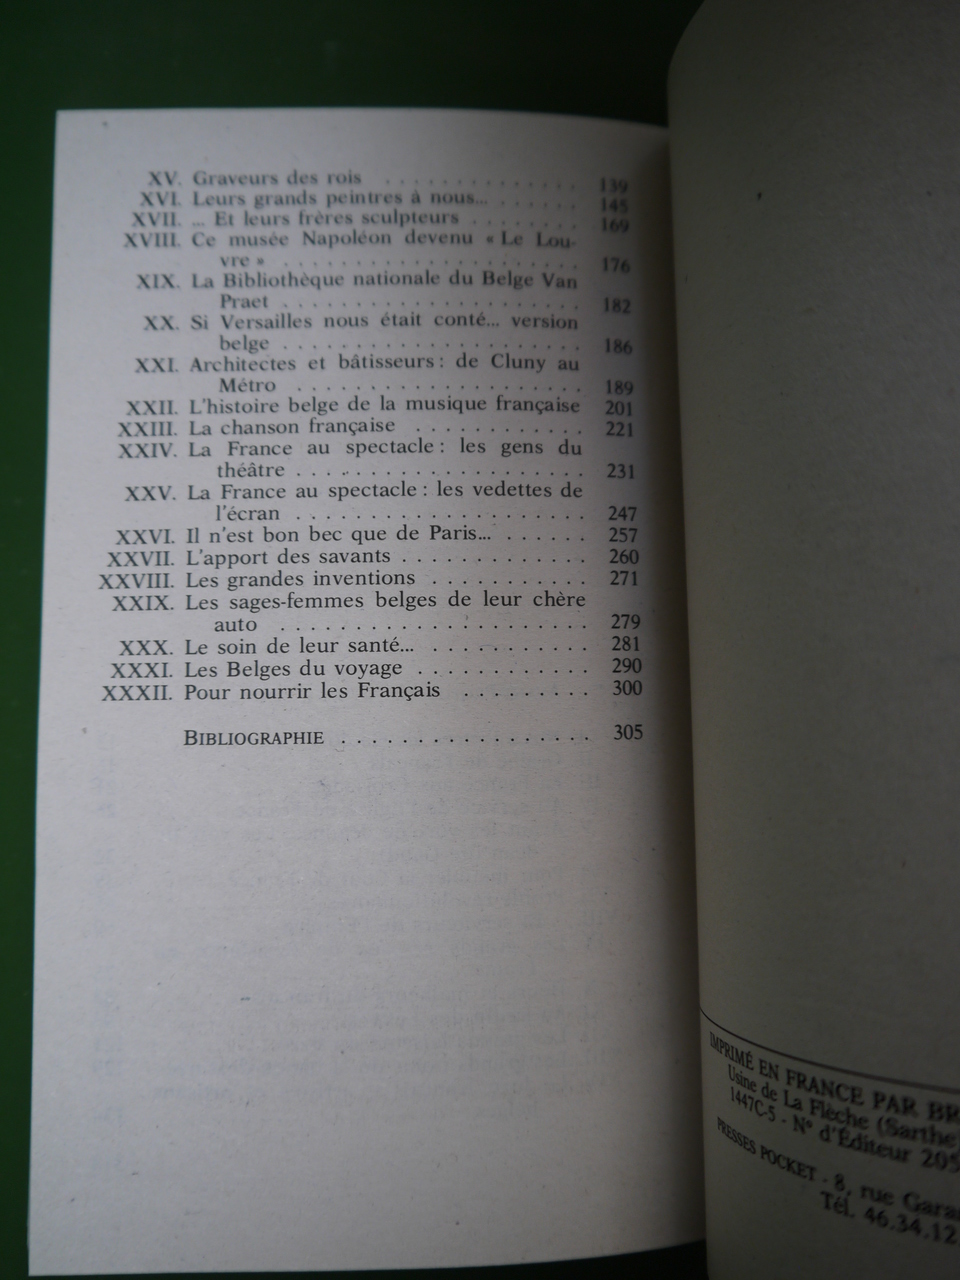 XV. Graveurs des rois . . . . . . . . . . . . . 139
XVI. Leurs grands peintres à nous... . . . . . . 145
XVII. ... Et leurs frères sculpteurs . . . . . . . 169
XVIII. Ce musée Napoléon devenu « Le Lou-
vre » . . . . . . . . . . . . . . . . . . . 176
XIX. La Bibliothèque nationale du Belge Van
Praet . . . . . . . . . . . . . . . . . . . 182
XX. Si Versailles nous était conté... version
belge . . . . . . . . . . . . . . . . . . . 186
XXI. Architectes et bâtisseurs : de Cluny au
Métro . . . . . . . . . . . . . . . . . . 189
XXII. L'histoire belge de la musique française 201
XXIII. La chanson française . . . . . . . . . . . 221
XXIV. La France au spectacle : les gens du
théâtre . . . . . . . . . . . . . . . . . . 231
XXV. La France au spectacle : les vedettes de
l'écran . . . . . . . . . . . . . . . . . . 247
XXVI. Il n'est bon bec que de Paris... . . . . . . 257
XXVII. L'apport des savants . . . . . . . . . . . . 260
XXVIII. Les grandes inventions . . . . . . . . . . 271
XXIX. Les sages-femmes belges de leur chère
auto . . . . . . . . . . . . . . . . . . . 279
XXX. Le soin de leur santé... . . . . . . . . . . 281
XXXI. Les Belges du voyage . . . . . . . . . . . 290
XXXII. Pour nourrir les Français . . . . . . . . 300
BIBLIOGRAPHIE . . . . . . . . . . . . . . . . . 305
IMPRIMÉ EN FRANCE PAR BR
Usine de La Flèche (Sarthe
1447C-5 - N° d'Éditeur 205
PRESSES POCKET - 8, rue Gara
Tél. 46.34.12